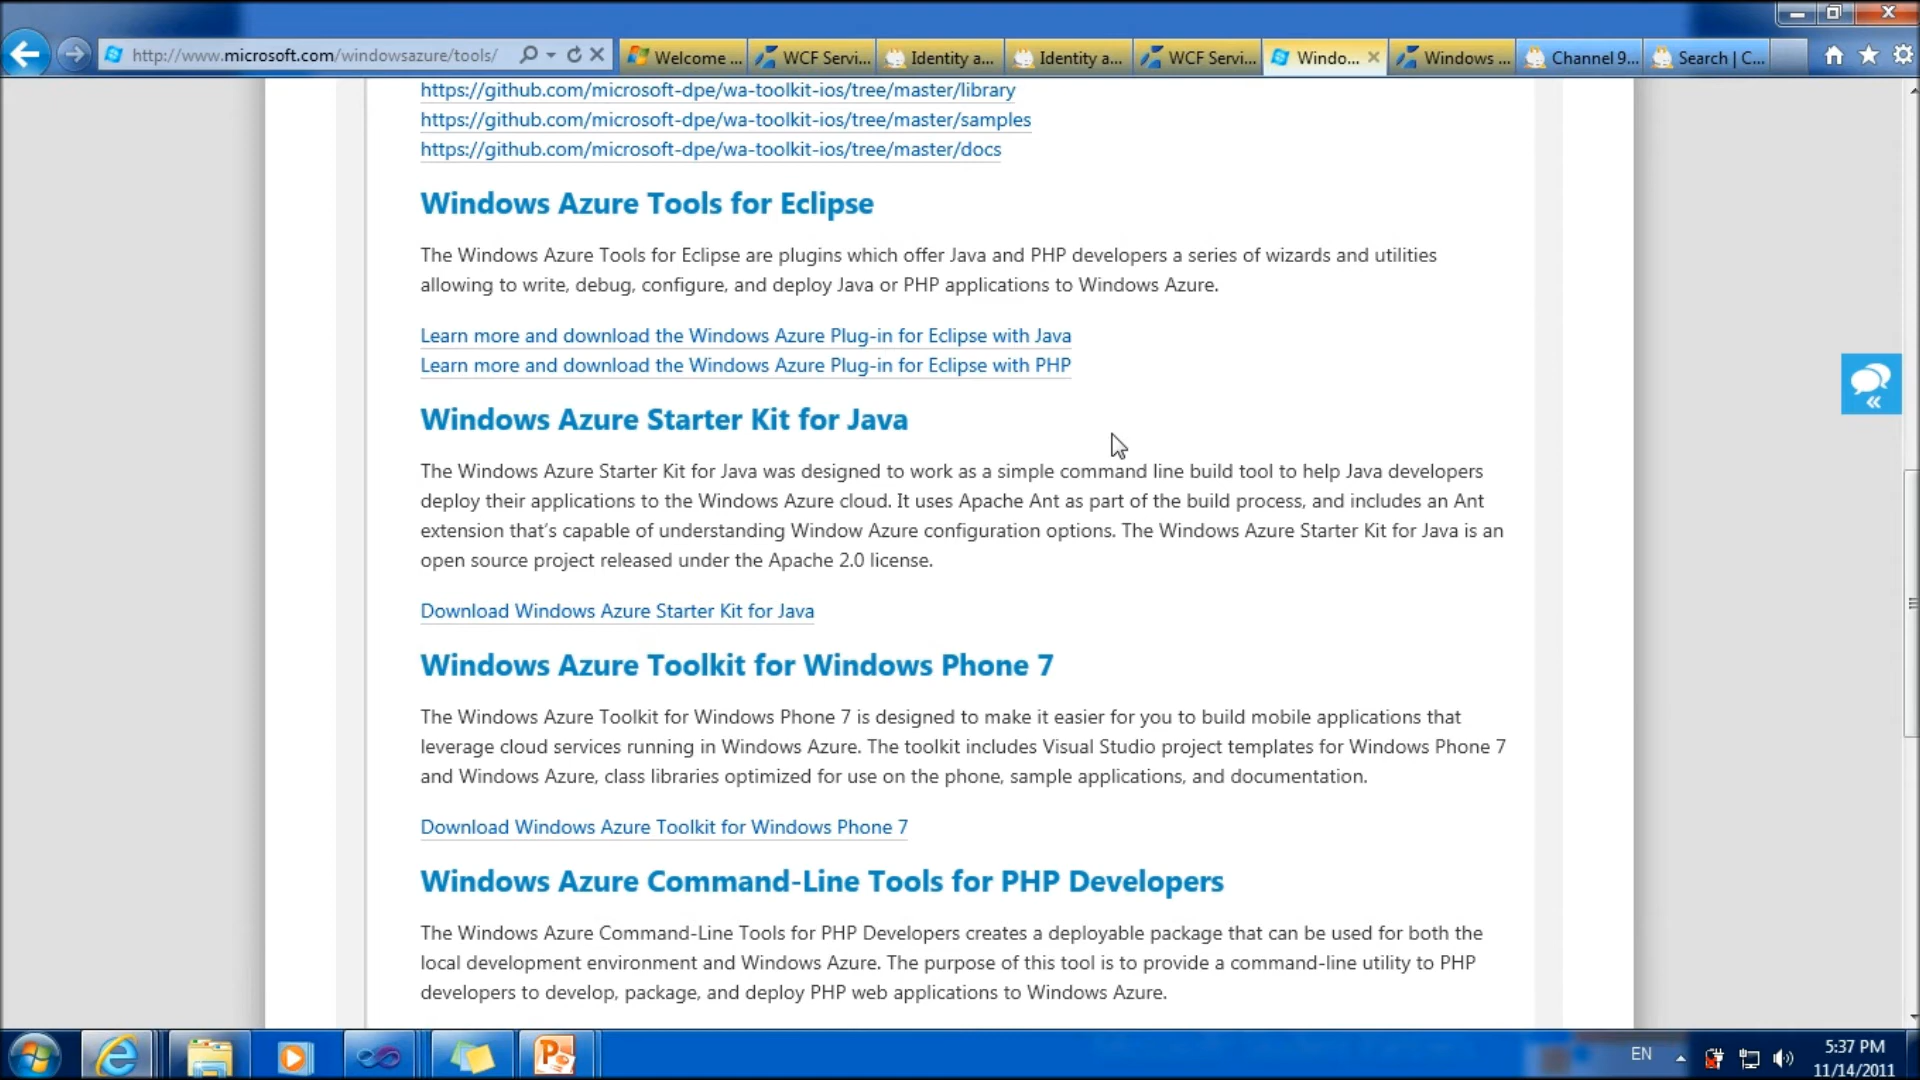 http://www.microsoft.com/windowsazure/tools/
Welcome ...
WCF Servi...
Identity a...
Identity a...
WCF Servi...
Windo...
Windows ...
Channel 9...
Search | C...
https://github.com/microsoft-dpe/wa-toolkit-ios/tree/master/library
https://github.com/microsoft-dpe/wa-toolkit-ios/tree/master/samples
https://github.com/microsoft-dpe/wa-toolkit-ios/tree/master/docs
Windows Azure Tools for Eclipse
The Windows Azure Tools for Eclipse are plugins which offer Java and PHP developers a series of wizards and utilities
allowing to write, debug, configure, and deploy Java or PHP applications to Windows Azure.
Learn more and download the Windows Azure Plug-in for Eclipse with Java
Learn more and download the Windows Azure Plug-in for Eclipse with PHP
Windows Azure Starter Kit for Java
The Windows Azure Starter Kit for Java was designed to work as a simple command line build tool to help Java developers
deploy their applications to the Windows Azure cloud. It uses Apache Ant as part of the build process, and includes an Ant
extension that's capable of understanding Window Azure configuration options. The Windows Azure Starter Kit for Java is an
open source project released under the Apache 2.0 license.
Download Windows Azure Starter Kit for Java
Windows Azure Toolkit for Windows Phone 7
The Windows Azure Toolkit for Windows Phone 7 is designed to make it easier for you to build mobile applications that
leverage cloud services running in Windows Azure. The toolkit includes Visual Studio project templates for Windows Phone 7
and Windows Azure, class libraries optimized for use on the phone, sample applications, and documentation.
Download Windows Azure Toolkit for Windows Phone 7
Windows Azure Command-Line Tools for PHP Developers
The Windows Azure Command-Line Tools for PHP Developers creates a deployable package that can be used for both the
local development environment and Windows Azure. The purpose of this tool is to provide a command-line utility to PHP
developers to develop, package, and deploy PHP web applications to Windows Azure.
EN
5:37 PM
11/14/2011